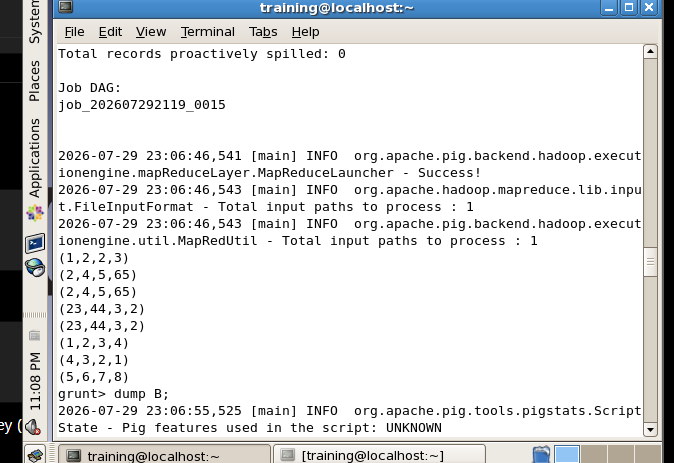 training@localhost:~
File Edit View Terminal Tabs Help
Total records proactively spilled: 0
Job DAG:
job_202607292119_0015
2026-07-29 23:06:46,541 [main] INFO  org.apache.pig.backend.hadoop.execut
ionengine.mapReduceLayer.MapReduceLauncher - Success!
2026-07-29 23:06:46,543 [main] INFO  org.apache.hadoop.mapreduce.lib.inpu
t.FileInputFormat - Total input paths to process : 1
2026-07-29 23:06:46,543 [main] INFO  org.apache.pig.backend.hadoop.execut
ionengine.util.MapRedUtil - Total input paths to process : 1
(1,2,2,3)
(2,4,5,65)
(2,4,5,65)
(23,44,3,2)
(23,44,3,2)
(1,2,3,4)
(4,3,2,1)
(5,6,7,8)
grunt> dump B;
2026-07-29 23:06:55,525 [main] INFO  org.apache.pig.tools.pigstats.Script
State - Pig features used in the script: UNKNOWN
training@localhost:~
[training@localhost:~]
Applications Places System
11:08 PM
ey (